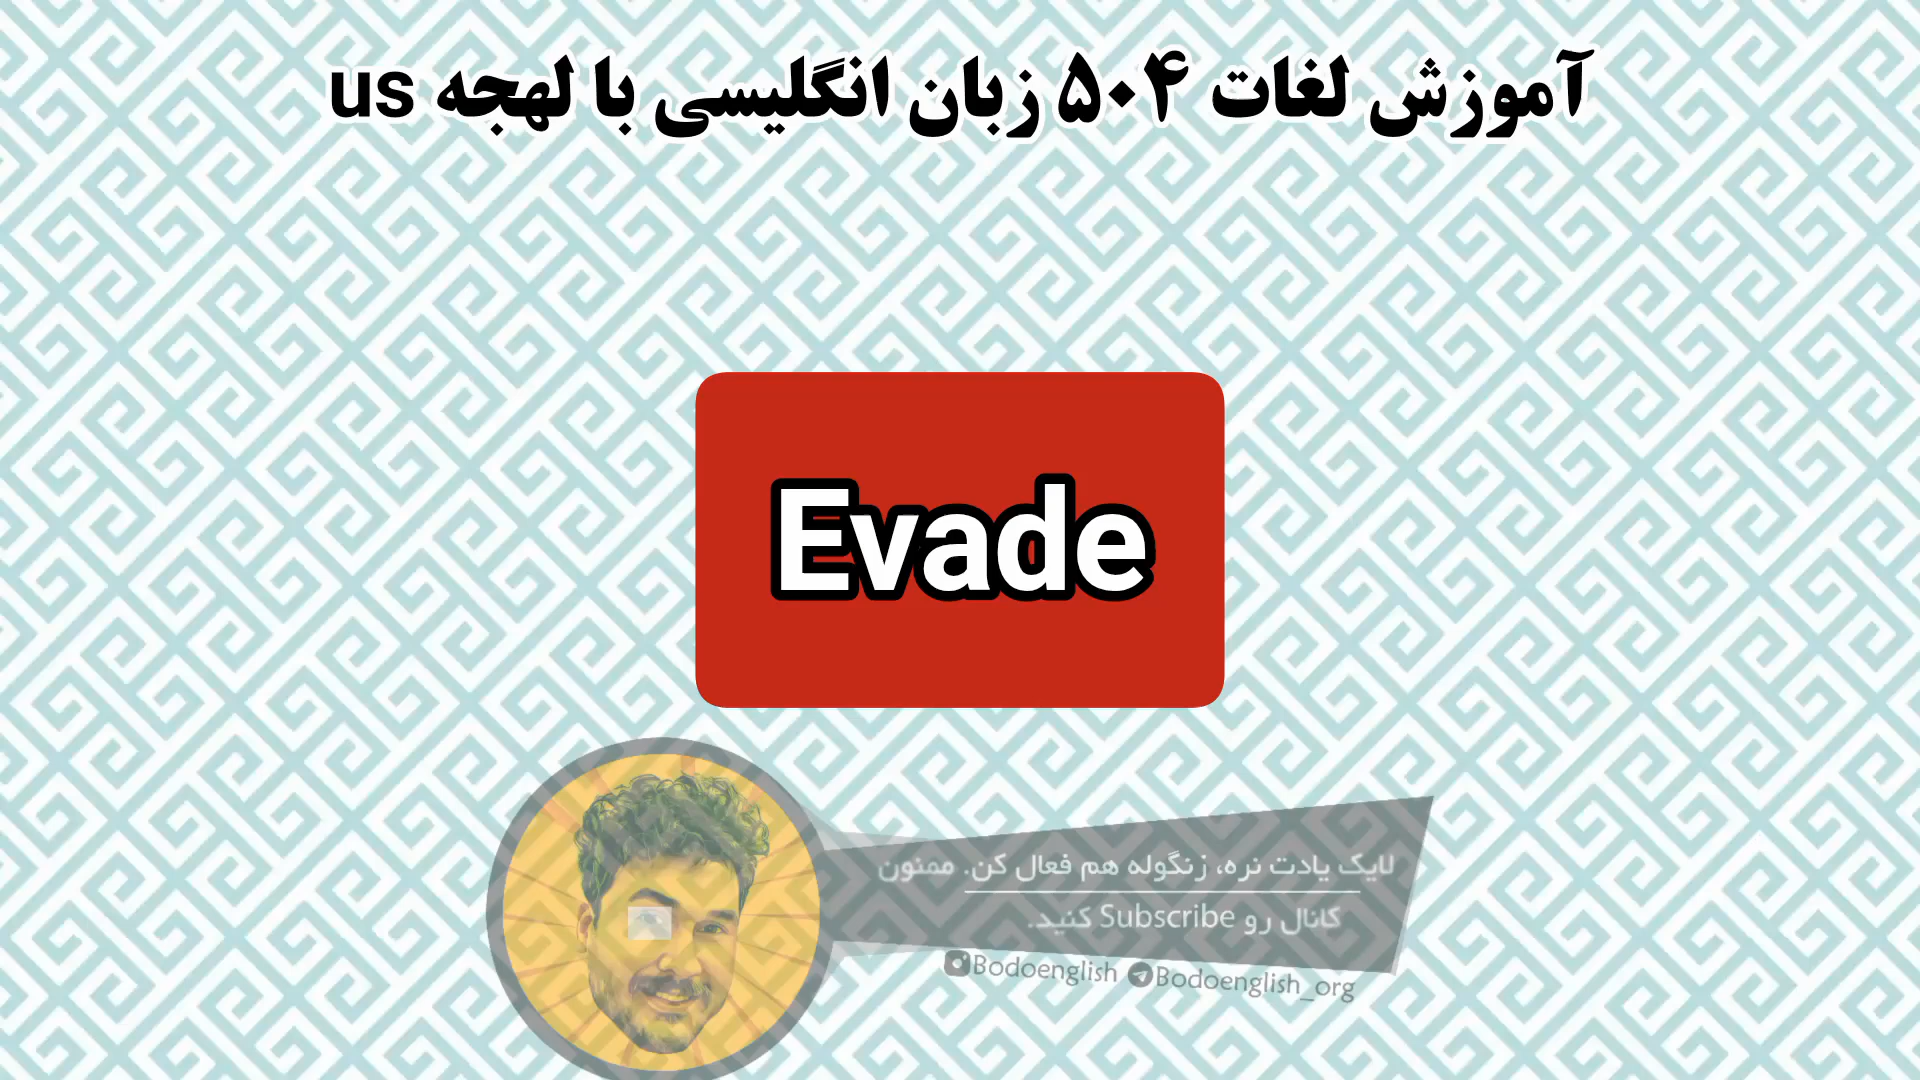 آموزش لغات ۵۰۴ زبان انگلیسی با لهجه us
Evade
لایک یادت نره، زنگوله هم فعال کن. ممنون
کانال رو Subscribe کنید.
Bodoenglish Bodoenglish_org